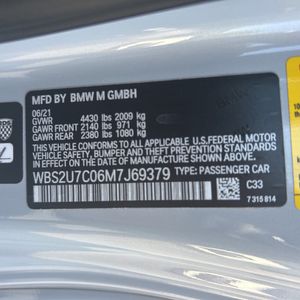 MFD BY BMW M GMBH
06/21
GVWR 4430 lbs 2009 kg
GAWR FRONT 2140 lbs 971 kg
GAWR REAR 2380 lbs 1080 kg
THIS VEHICLE CONFORMS TO ALL APPLICABLE
U.S.FEDERAL MOTOR
VEHICLE SAFETY, BUMPER, AND THEFT PREVENTION
STANDARDS IN EFFECT ON THE DATE OF
MANUFACTURE SHOWN ABOVE.
WBS2U7C06M7J69379 TYPE: PASSENGER CAR
C33
7 315 814